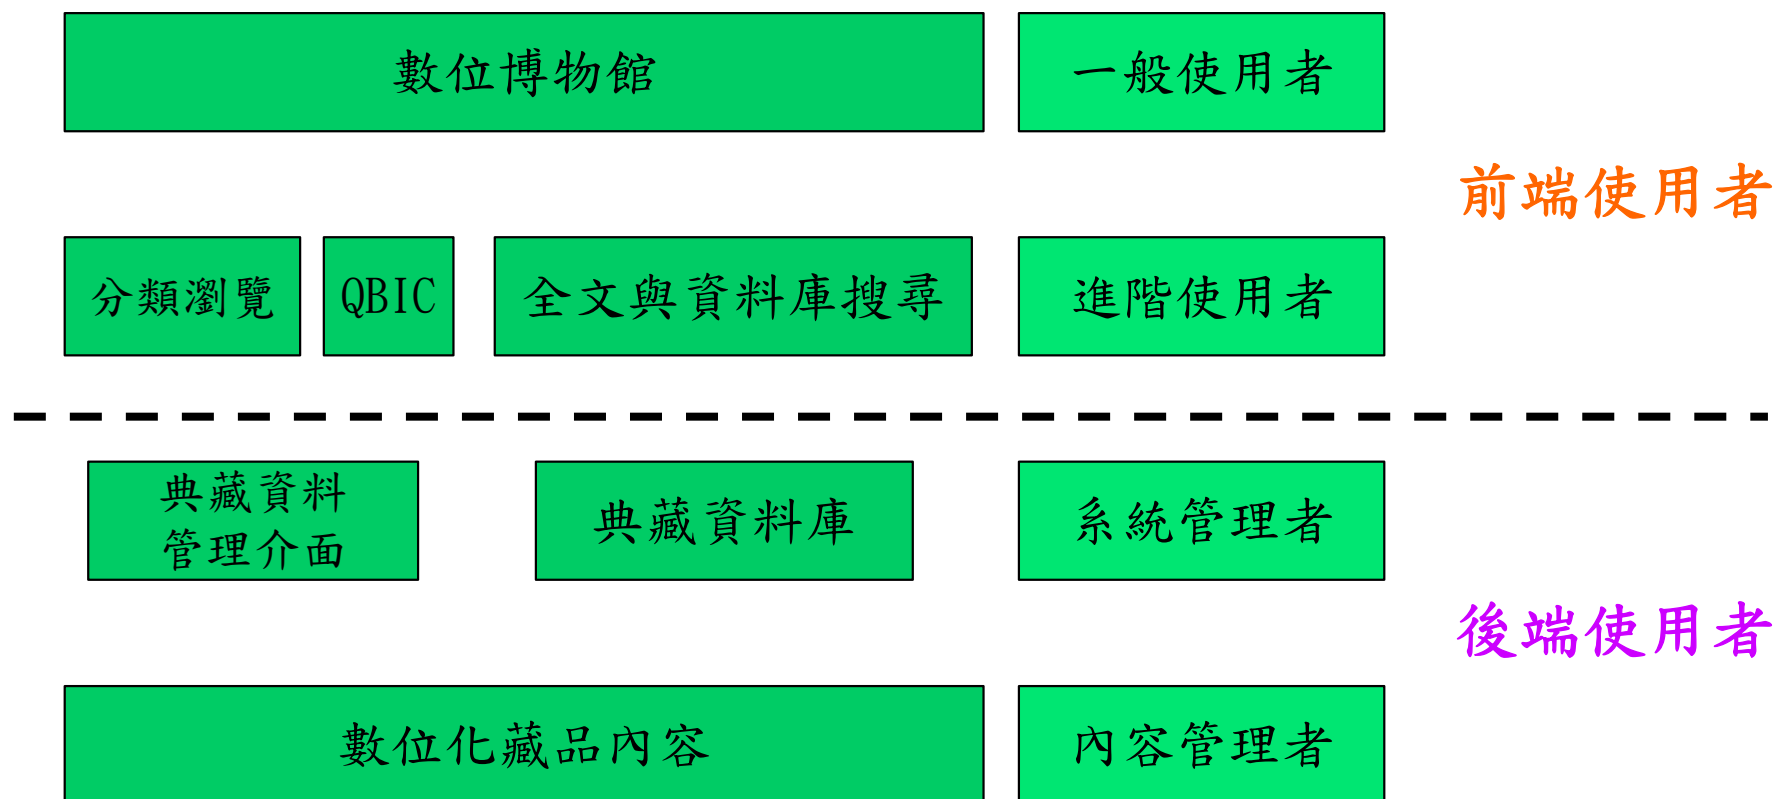 數位博物館
一般使用者
前端使用者
分類瀏覽
QBIC
全文與資料庫搜尋
進階使用者
典藏資料
管理介面
典藏資料庫
系統管理者
後端使用者
數位化藏品內容
內容管理者